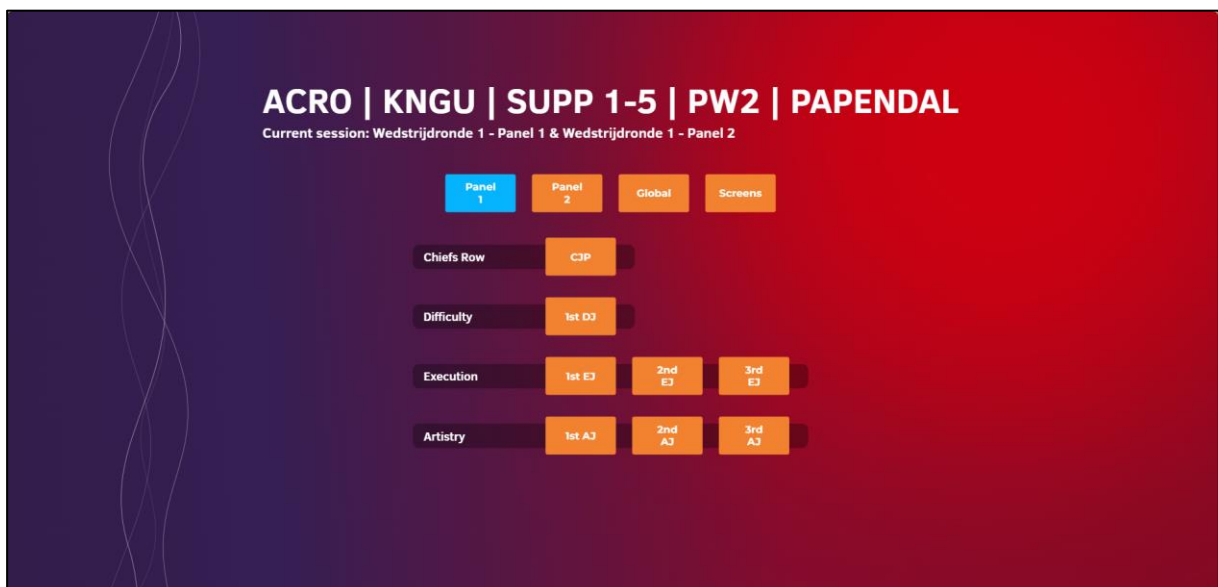 ACRO | KNGU | SUPP 1-5 | PW2 | PAPENDAL
Current session: Wedstrijdronde 1 - Panel 1 & Wedstrijdronde 1 - Panel 2
Panel
1
Panel
2
Global
Screens
Chiefs Row
CJP
Difficulty
1st DJ
Execution
1st EJ
2nd
EJ
3rd
EJ
Artistry
1st AJ
2nd
AJ
3rd
AJ